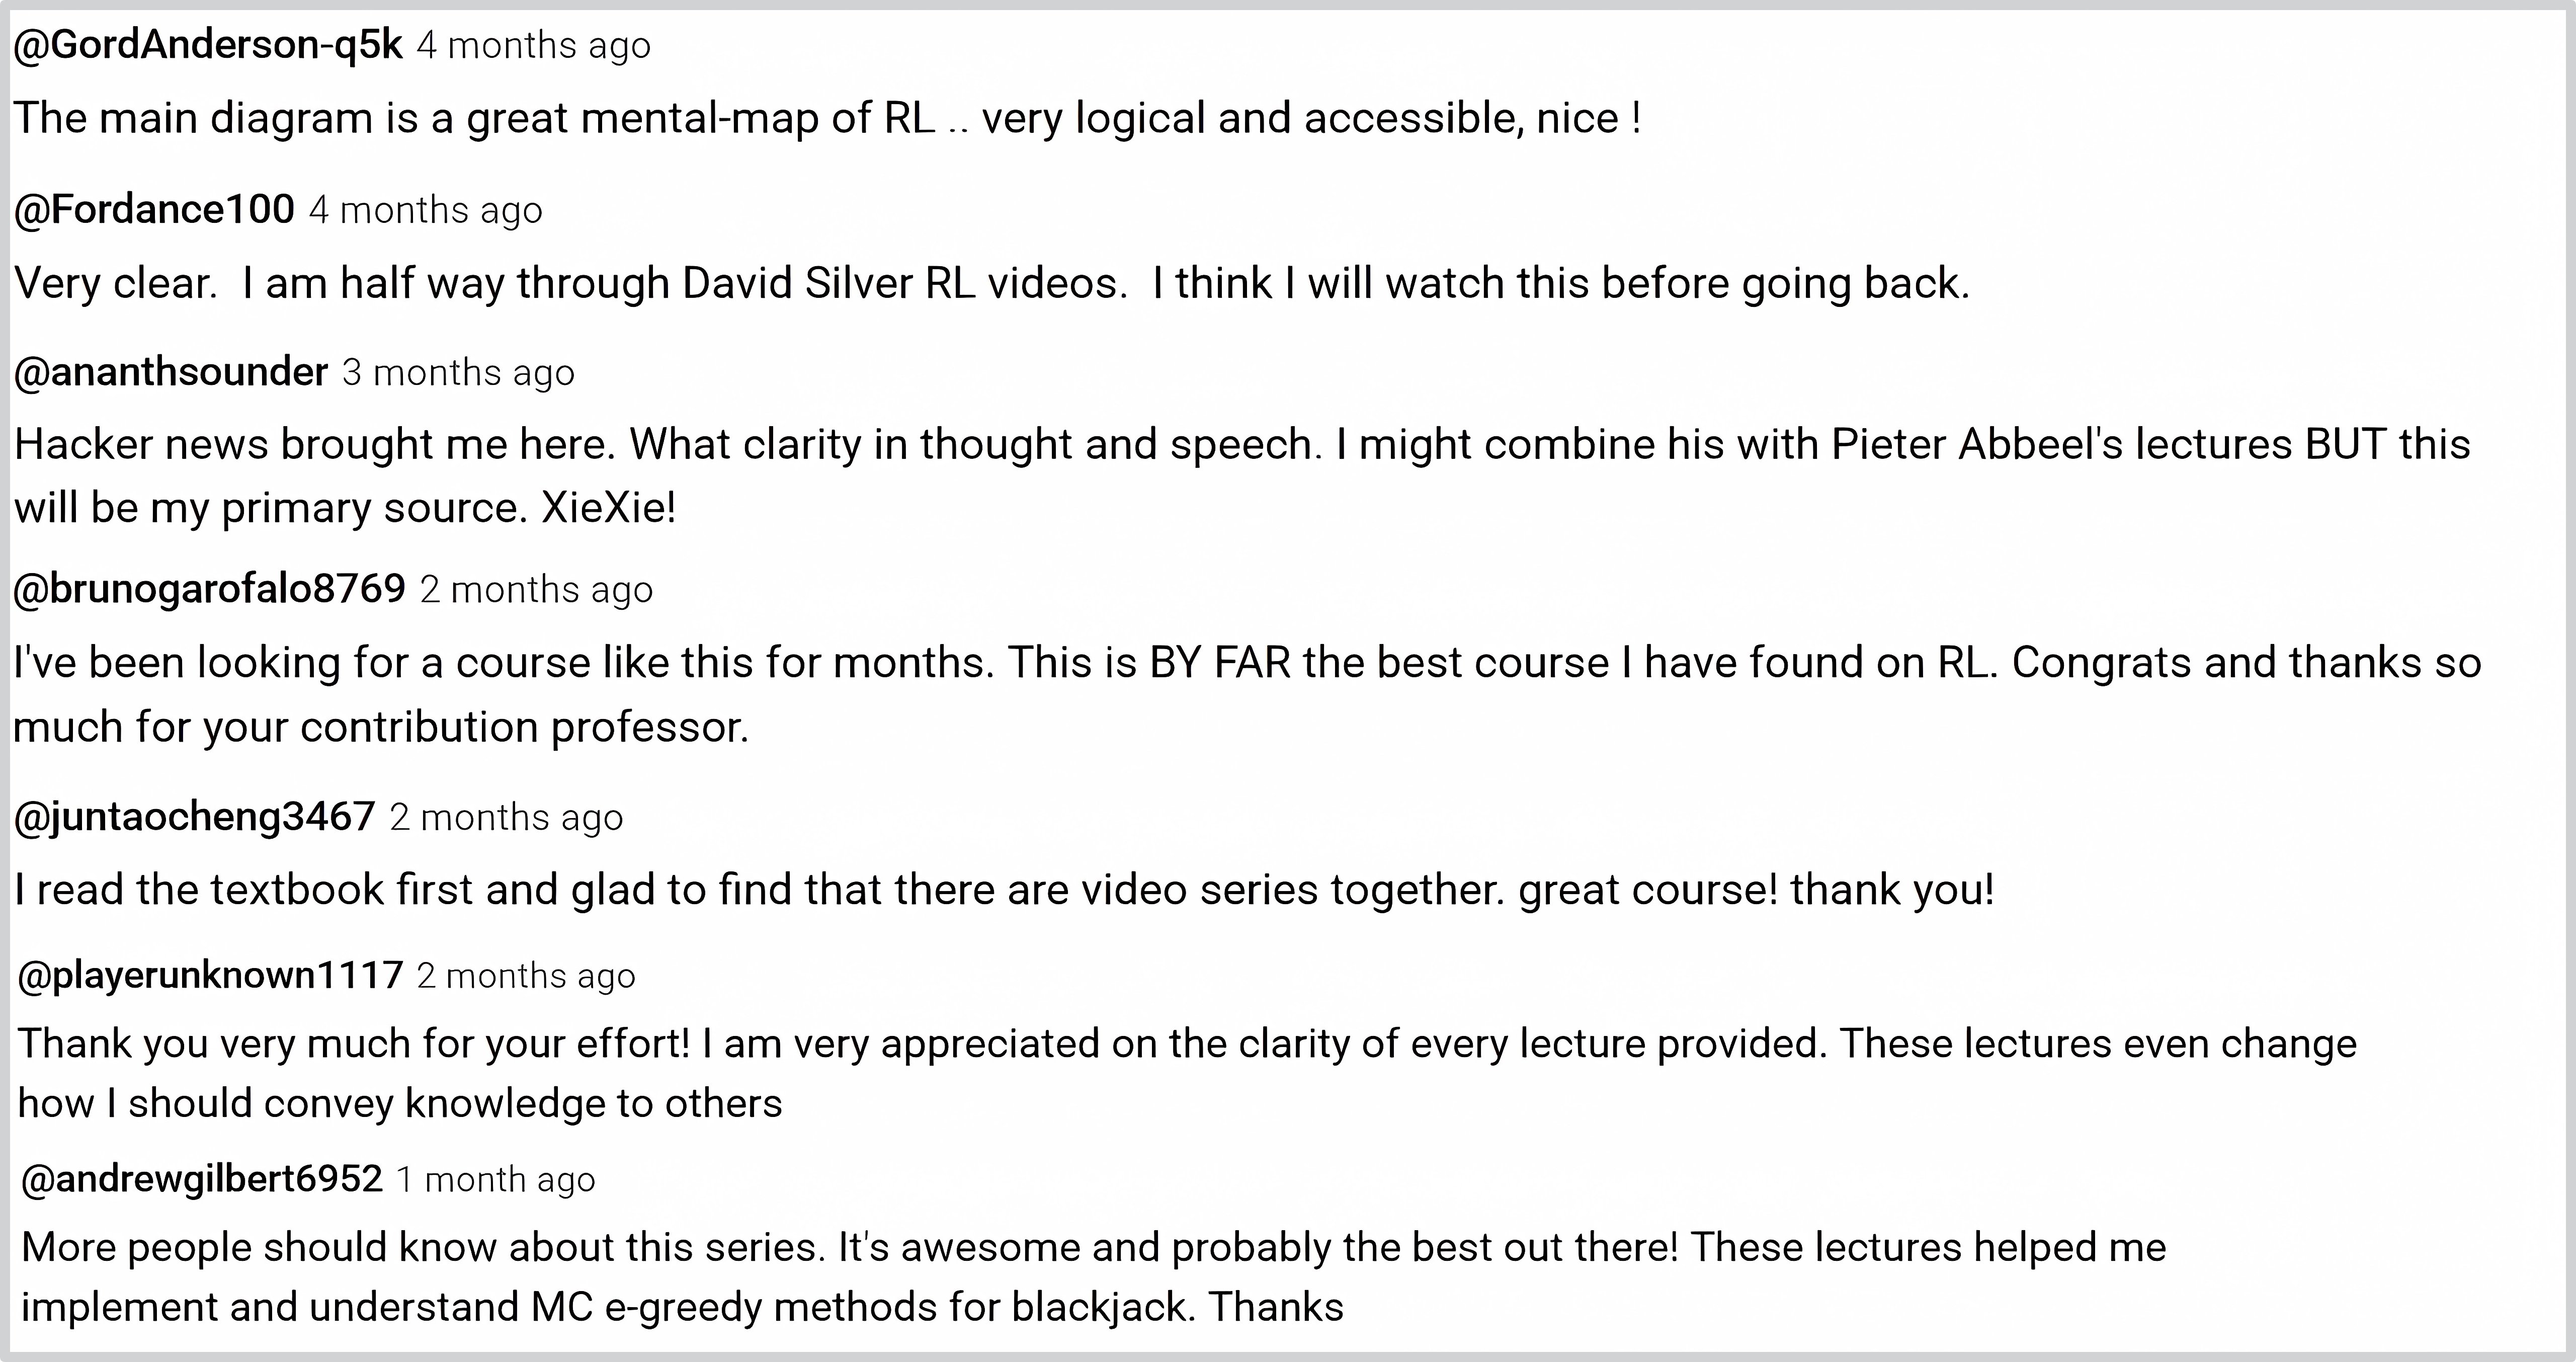 @GordAnderson-q5k 4 months ago
The main diagram is a great mental-map of RL .. very logical and accessible, nice !
@Fordance100 4 months ago
Very clear.  I am half way through David Silver RL videos.  I think I will watch this before going back.
@ananthsounder 3 months ago
Hacker news brought me here. What clarity in thought and speech. I might combine his with Pieter Abbeel's lectures BUT this
will be my primary source. XieXie!
@brunogarofalo8769 2 months ago
I've been looking for a course like this for months. This is BY FAR the best course I have found on RL. Congrats and thanks so
much for your contribution professor.
@juntaocheng3467 2 months ago
I read the textbook first and glad to find that there are video series together. great course! thank you!
@playerunknown1117 2 months ago
Thank you very much for your effort! I am very appreciated on the clarity of every lecture provided. These lectures even change
how I should convey knowledge to others
@andrewgilbert6952 1 month ago
More people should know about this series. It's awesome and probably the best out there! These lectures helped me
implement and understand MC e-greedy methods for blackjack. Thanks